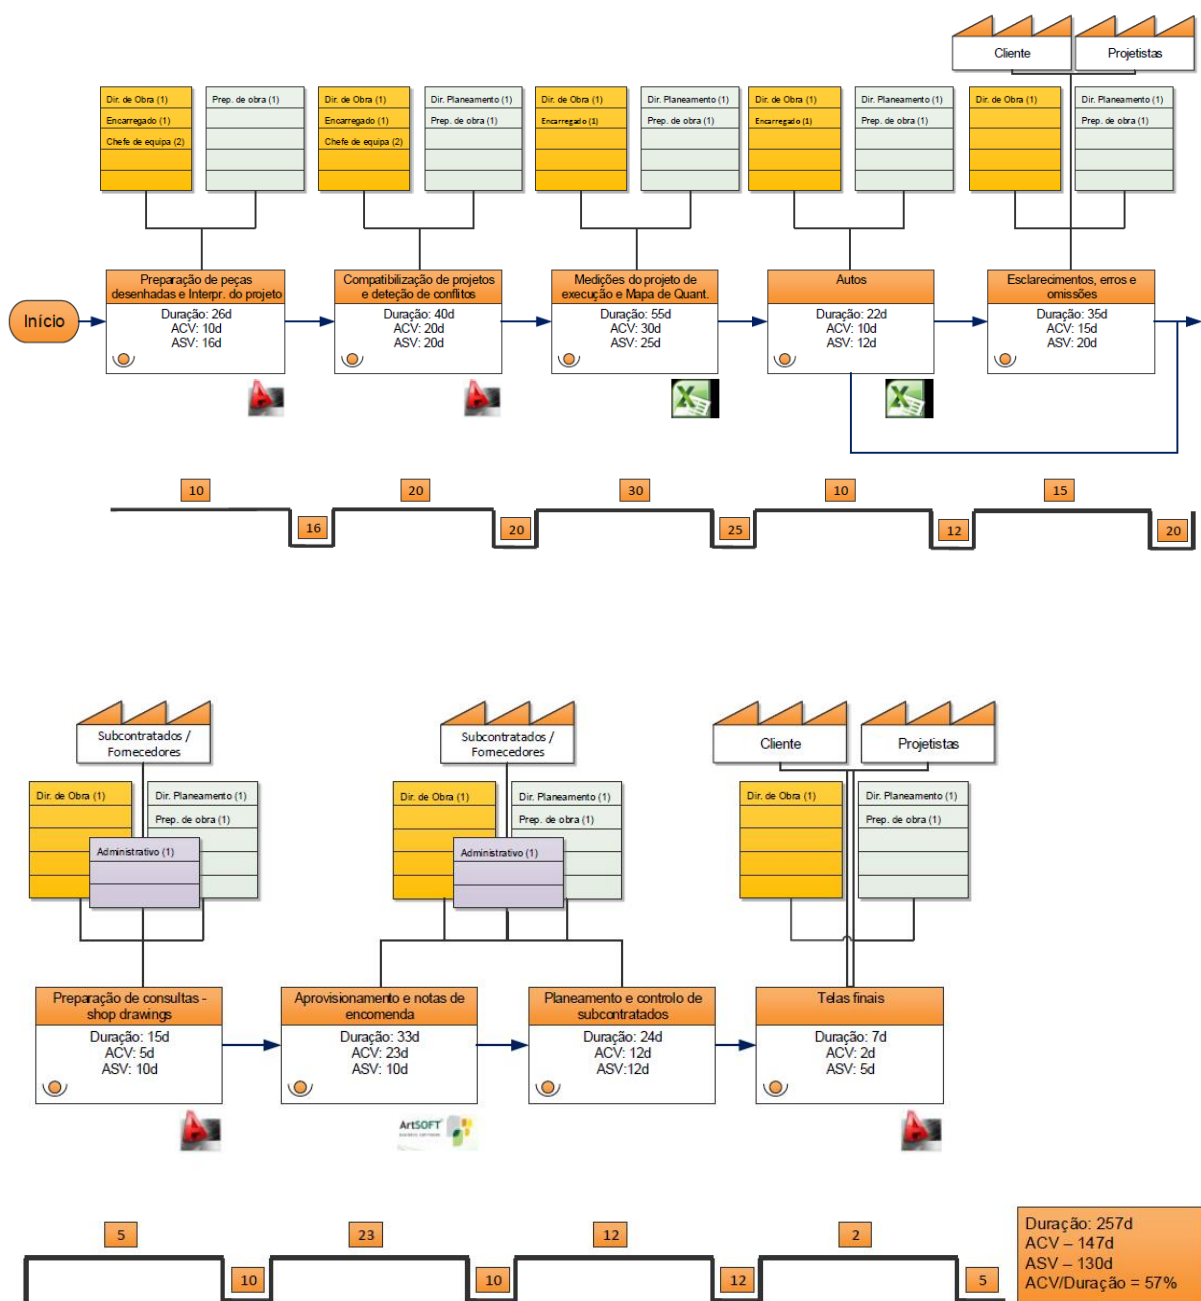 Cliente
Projetistas
Dir. de Obra (1)
Encarregado (1)
Chefe de equipa (2)
Prep. de obra (1)
Dir. de Obra (1)
Encarregado (1)
Chefe de equipa (2)
Dir. Planeamento (1)
Prep. de obra (1)
Dir. de Obra (1)
Encarregado (1)
Dir. Planeamento (1)
Prep. de obra (1)
Dir. de Obra (1)
Encarregado (1)
Dir. Planeamento (1)
Prep. de obra (1)
Dir. de Obra (1)
Dir. Planeamento (1)
Prep. de obra (1)
Início
Preparação de peças
desenhadas e Interpr. do projeto
Duração: 26d
ACV: 10d
ASV: 16d
Compatibilização de projetos
e deteção de conflitos
Duração: 40d
ACV: 20d
ASV: 20d
Medições do projeto de
execução e Mapa de Quant.
Duração: 55d
ACV: 30d
ASV: 25d
Autos
Duração: 22d
ACV: 10d
ASV: 12d
Esclarecimentos, erros e
omissões
Duração: 35d
ACV: 15d
ASV: 20d
10
16
20
20
30
25
10
12
15
20
Subcontratados /
Fornecedores
Subcontratados /
Fornecedores
Cliente
Projetistas
Dir. de Obra (1)
Dir. Planeamento (1)
Prep. de obra (1)
Administrativo (1)
Dir. de Obra (1)
Dir. Planeamento (1)
Prep. de obra (1)
Administrativo (1)
Dir. de Obra (1)
Dir. Planeamento (1)
Prep. de obra (1)
Preparação de consultas -
shop drawings
Duração: 15d
ACV: 5d
ASV: 10d
Aprovisionamento e notas de
encomenda
Duração: 33d
ACV: 23d
ASV: 10d
Planeamento e controlo de
subcontratados
Duração: 24d
ACV: 12d
ASV:12d
Telas finais
Duração: 7d
ACV: 2d
ASV: 5d
ArtSOFT
5
10
23
10
12
12
2
5
Duração: 257d
ACV – 147d
ASV – 130d
ACV/Duração = 57%